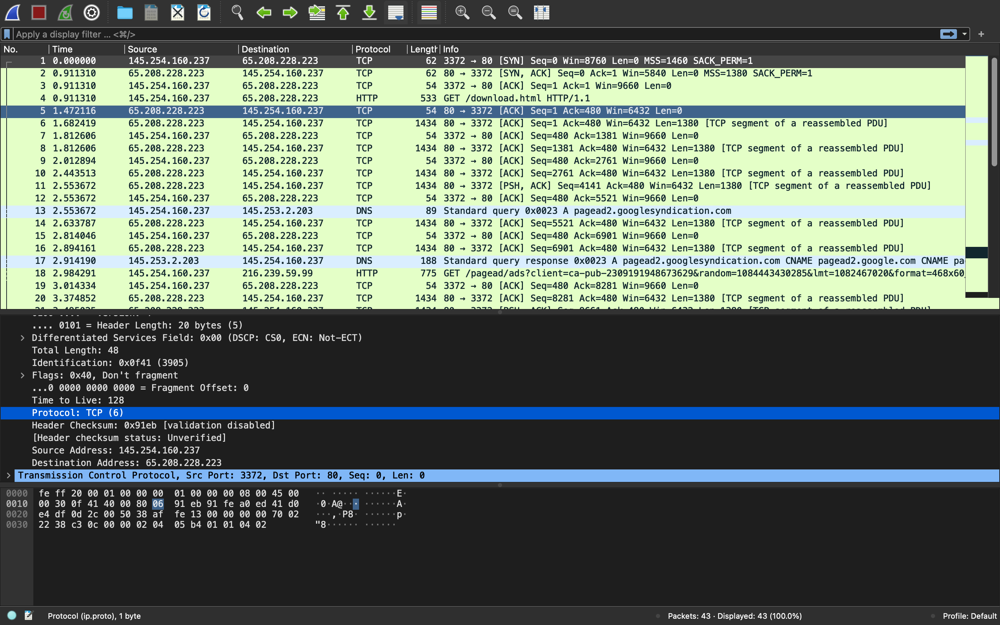 Apply a display filter ... <⌘/>
No. Time Source Destination Protocol Length Info
1 0.000000 145.254.160.237 65.208.228.223 TCP 62 3372 → 80 [SYN] Seq=0 Win=8760 Len=0 MSS=1460 SACK_PERM=1
2 0.911310 65.208.228.223 145.254.160.237 TCP 62 80 → 3372 [SYN, ACK] Seq=0 Ack=1 Win=5840 Len=0 MSS=1380 SACK_PERM=1
3 0.911310 145.254.160.237 65.208.228.223 TCP 54 3372 → 80 [ACK] Seq=1 Ack=1 Win=9660 Len=0
4 0.911310 145.254.160.237 65.208.228.223 HTTP 533 GET /download.html HTTP/1.1
5 1.472116 65.208.228.223 145.254.160.237 TCP 54 80 → 3372 [ACK] Seq=1 Ack=480 Win=6432 Len=0
6 1.682419 65.208.228.223 145.254.160.237 TCP 1434 80 → 3372 [ACK] Seq=1 Ack=480 Win=6432 Len=1380 [TCP segment of a reassembled PDU]
7 1.812606 145.254.160.237 65.208.228.223 TCP 54 3372 → 80 [ACK] Seq=480 Ack=1381 Win=9660 Len=0
8 1.812606 65.208.228.223 145.254.160.237 TCP 1434 80 → 3372 [ACK] Seq=1381 Ack=480 Win=6432 Len=1380 [TCP segment of a reassembled PDU]
9 2.012894 145.254.160.237 65.208.228.223 TCP 54 3372 → 80 [ACK] Seq=480 Ack=2761 Win=9660 Len=0
10 2.443513 65.208.228.223 145.254.160.237 TCP 1434 80 → 3372 [ACK] Seq=2761 Ack=480 Win=6432 Len=1380 [TCP segment of a reassembled PDU]
11 2.553672 65.208.228.223 145.254.160.237 TCP 1434 80 → 3372 [PSH, ACK] Seq=4141 Ack=480 Win=6432 Len=1380 [TCP segment of a reassembled PDU]
12 2.553672 145.254.160.237 65.208.228.223 TCP 54 3372 → 80 [ACK] Seq=480 Ack=5521 Win=9660 Len=0
13 2.553672 145.254.160.237 145.253.2.203 DNS 89 Standard query 0x0023 A pagead2.googlesyndication.com
14 2.633787 65.208.228.223 145.254.160.237 TCP 1434 80 → 3372 [ACK] Seq=5521 Ack=480 Win=6432 Len=1380 [TCP segment of a reassembled PDU]
15 2.814046 145.254.160.237 65.208.228.223 TCP 54 3372 → 80 [ACK] Seq=480 Ack=6901 Win=9660 Len=0
16 2.894161 65.208.228.223 145.254.160.237 TCP 1434 80 → 3372 [ACK] Seq=6901 Ack=480 Win=6432 Len=1380 [TCP segment of a reassembled PDU]
17 2.914190 145.253.2.203 145.254.160.237 DNS 188 Standard query response 0x0023 A pagead2.googlesyndication.com CNAME pagead2.google.com CNAME pa
18 2.984291 145.254.160.237 216.239.59.99 HTTP 775 GET /pagead/ads?client=ca-pub-2309191948673629&random=1084443430285&lmt=1082467020&format=468x60_
19 3.014334 145.254.160.237 65.208.228.223 TCP 54 3372 → 80 [ACK] Seq=480 Ack=8281 Win=9660 Len=0
20 3.374852 65.208.228.223 145.254.160.237 TCP 1434 80 → 3372 [ACK] Seq=8281 Ack=480 Win=6432 Len=1380 [TCP segment of a reassembled PDU]
.... 0101 = Header Length: 20 bytes (5)
Differentiated Services Field: 0x00 (DSCP: CS0, ECN: Not-ECT)
Total Length: 48
Identification: 0x0f41 (3905)
Flags: 0x40, Don't fragment
...0 0000 0000 0000 = Fragment Offset: 0
Time to Live: 128
Protocol: TCP (6)
Header Checksum: 0x91eb [validation disabled]
[Header checksum status: Unverified]
Source Address: 145.254.160.237
Destination Address: 65.208.228.223
Transmission Control Protocol, Src Port: 3372, Dst Port: 80, Seq: 0, Len: 0
0000 fe ff 20 00 01 00 00 00 01 00 00 00 08 00 45 00 ·· ····· ······E·
0010 00 30 0f 41 40 00 80 06 91 eb 91 fe a0 ed 41 d0 ·0·A@··· ······A·
0020 e4 df 0d 2c 00 50 38 af fe 13 00 00 00 00 70 02 ···,·P8· ······p·
0030 22 38 c3 0c 00 00 02 04 05 b4 01 01 04 02 "8······ ······
Protocol (ip.proto), 1 byte
Packets: 43 · Displayed: 43 (100.0%)
Profile: Default